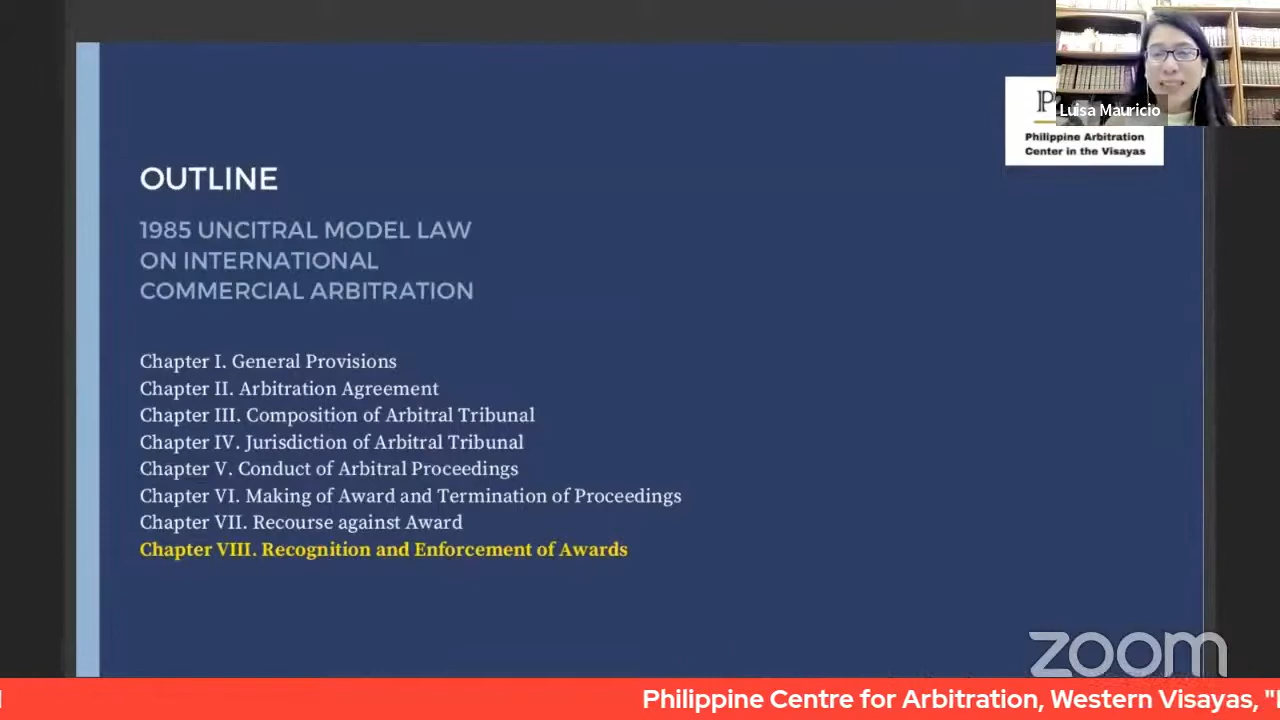 Luisa Mauricio
Philippine Arbitration
Center in the Visayas
OUTLINE
1985 UNCITRAL MODEL LAW
ON INTERNATIONAL
COMMERCIAL ARBITRATION
Chapter I. General Provisions
Chapter II. Arbitration Agreement
Chapter III. Composition of Arbitral Tribunal
Chapter IV. Jurisdiction of Arbitral Tribunal
Chapter V. Conduct of Arbitral Proceedings
Chapter VI. Making of Award and Termination of Proceedings
Chapter VII. Recourse against Award
Chapter VIII. Recognition and Enforcement of Awards
zoom
Philippine Centre for Arbitration, Western Visayas, "